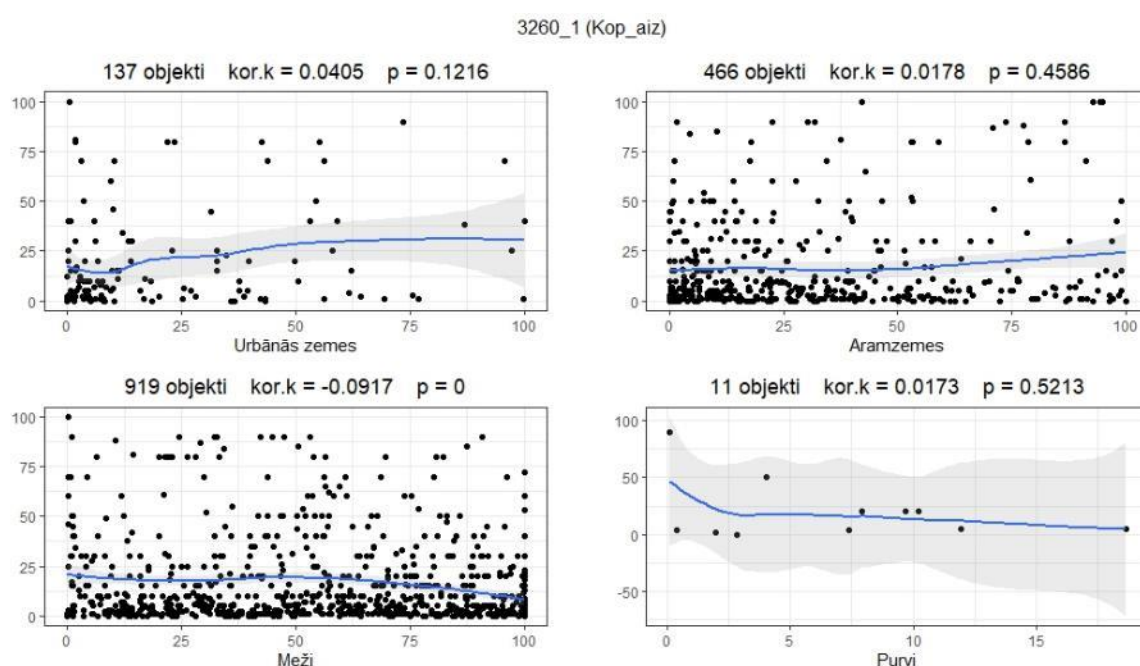 3260_1 (Kop_aiz)
137 objekti kor.k = 0.0405 p = 0.1216
100
75
50
25
0
0 25 50 75 100
Urbānās zemes
466 objekti kor.k = 0.0178 p = 0.4586
100
75
50
25
0
0 25 50 75 100
Aramzemes
919 objekti kor.k = -0.0917 p = 0
100
75
50
25
0
0 25 50 75 100
Meži
11 objekti kor.k = 0.0173 p = 0.5213
100
50
0
-50
0 5 10 15
Purvi